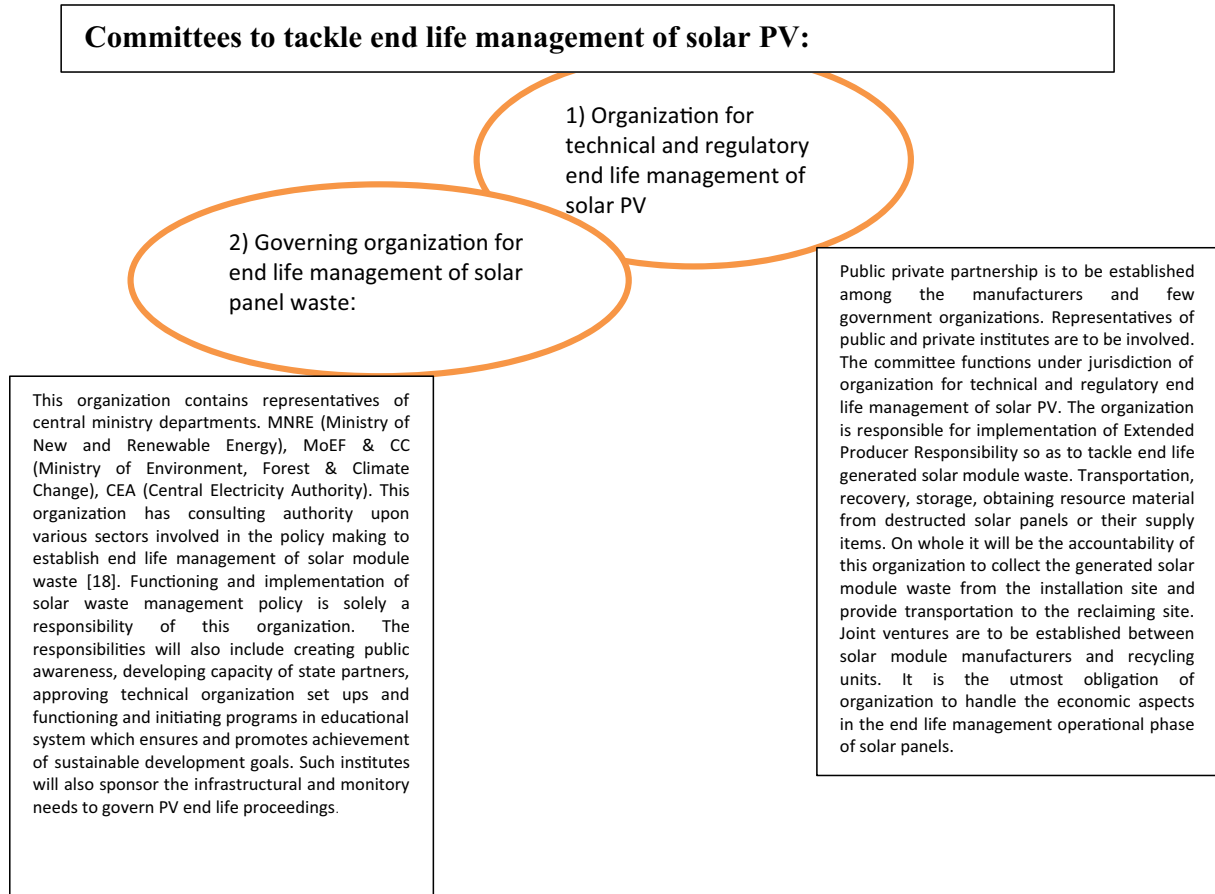 Committees to tackle end life management of solar PV:
1) Organization for
technical and regulatory
end life management of
solar PV
2) Governing organization for
end life management of solar
panel waste:
Public private partnership is to be established
among the manufacturers and few
government organizations. Representatives of
public and private institutes are to be involved.
The committee functions under jurisdiction of
organization for technical and regulatory end
life management of solar PV. The organization
is responsible for implementation of Extended
Producer Responsibility so as to tackle end life
generated solar module waste. Transportation,
recovery, storage, obtaining resource material
from destructed solar panels or their supply
items. On whole it will be the accountability of
this organization to collect the generated solar
module waste from the installation site and
provide transportation to the reclaiming site.
Joint ventures are to be established between
solar module manufacturers and recycling
units. It is the utmost obligation of
organization to handle the economic aspects
in the end life management operational phase
of solar panels.
This organization contains representatives of
central ministry departments. MNRE (Ministry of
New and Renewable Energy), MoEF & CC
(Ministry of Environment, Forest & Climate
Change), CEA (Central Electricity Authority). This
organization has consulting authority upon
various sectors involved in the policy making to
establish end life management of solar module
waste [18]. Functioning and implementation of
solar waste management policy is solely a
responsibility of this organization. The
responsibilities will also include creating public
awareness, developing capacity of state partners,
approving technical organization set ups and
functioning and initiating programs in educational
system which ensures and promotes achievement
of sustainable development goals. Such institutes
will also sponsor the infrastructural and monitory
needs to govern PV end life proceedings.